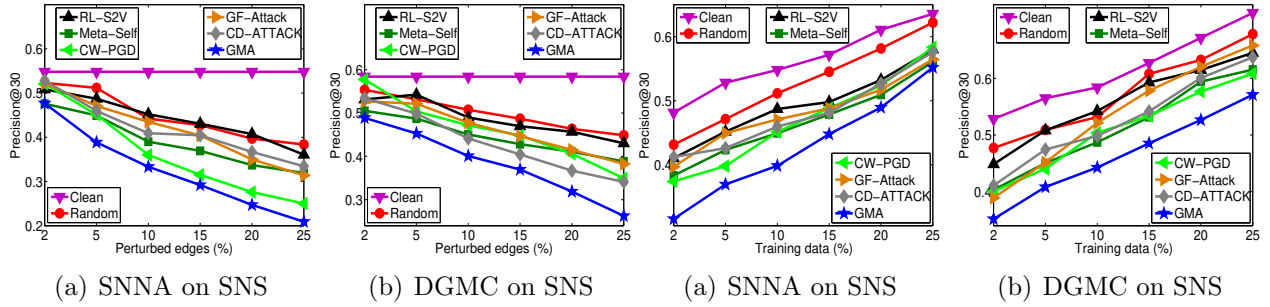 RL−S2V
Meta−Self
CW−PGD
GF−Attack
CD−ATTACK
GMA
Clean
Random
Precision@30
0.6
0.5
0.4
0.3
0.2
2 5 10 15 20 25
Perturbed edges (%)
(a) SNNA on SNS
RL−S2V
Meta−Self
CW−PGD
GF−Attack
CD−ATTACK
GMA
Clean
Random
Precision@30
0.6
0.5
0.4
0.3
2 5 10 15 20 25
Perturbed edges (%)
(b) DGMC on SNS
Clean
Random
RL−S2V
Meta−Self
CW−PGD
GF−Attack
CD−ATTACK
GMA
Precision@30
0.6
0.5
0.4
2 5 10 15 20 25
Training data (%)
(a) SNNA on SNS
Clean
Random
RL−S2V
Meta−Self
CW−PGD
GF−Attack
CD−ATTACK
GMA
Precision@30
0.6
0.5
0.4
2 5 10 15 20 25
Training data (%)
(b) DGMC on SNS